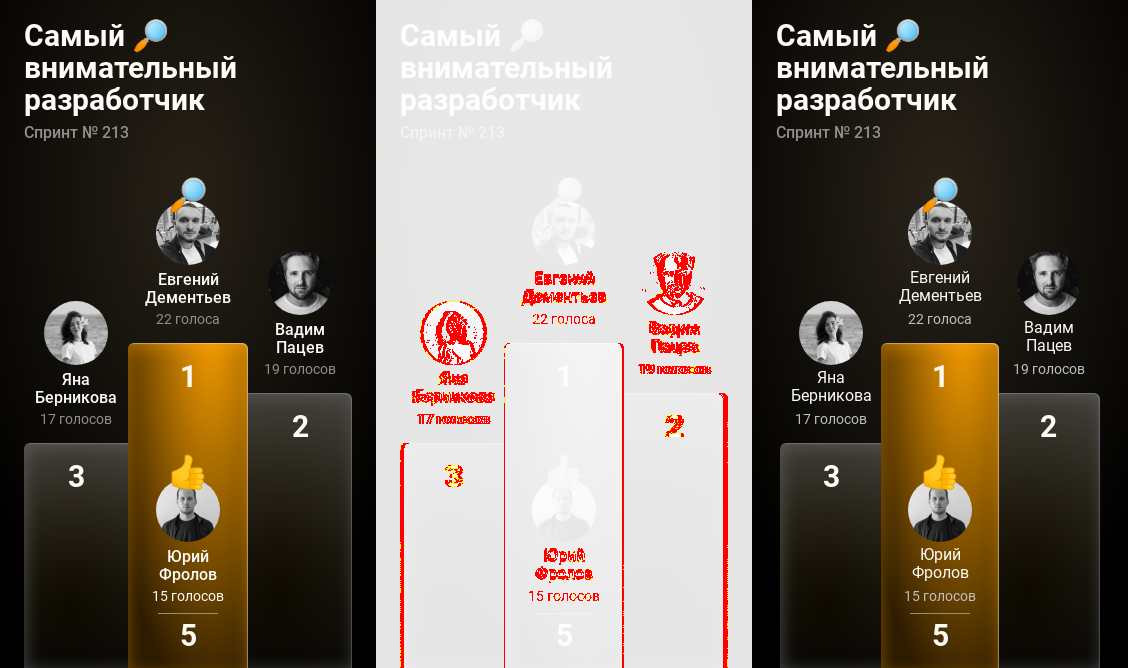 Самый 🔎
внимательный
разработчик
Спринт № 213
Евгений
Дементьев
22 голоса
Вадим
Пацев
19 голосов
Яна
Берникова
17 голосов
1
2
3
Юрий
Фролов
15 голосов
5
Самый 🔎
внимательный
разработчик
Спринт № 213
Евгений
Дементьев
22 голоса
Вадим
Пацев
19 голосов
Яна
Берникова
17 голосов
1
2
3
Юрий
Фролов
15 голосов
5
Самый 🔎
внимательный
разработчик
Спринт № 213
Евгений
Дементьев
22 голоса
Вадим
Пацев
19 голосов
Яна
Берникова
17 голосов
1
2
3
Юрий
Фролов
15 голосов
5